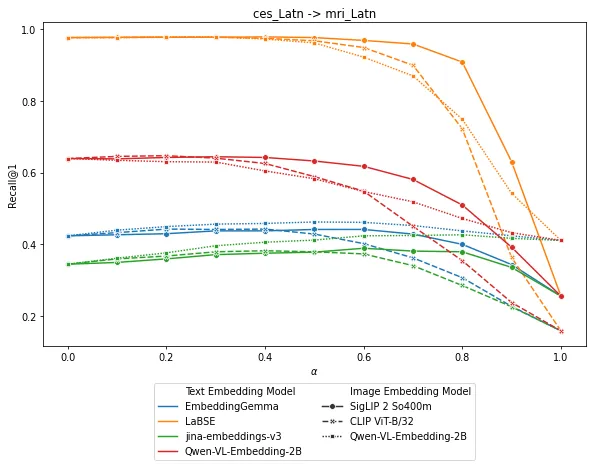 ces_Latn -> mri_Latn
1.0
0.8
0.6
0.4
0.2
Recall@1
0.0 0.2 0.4 0.6 0.8 1.0
α
Text Embedding Model Image Embedding Model
EmbeddingGemma SigLIP 2 So400m
LaBSE CLIP ViT-B/32
jina-embeddings-v3 Qwen-VL-Embedding-2B
Qwen-VL-Embedding-2B